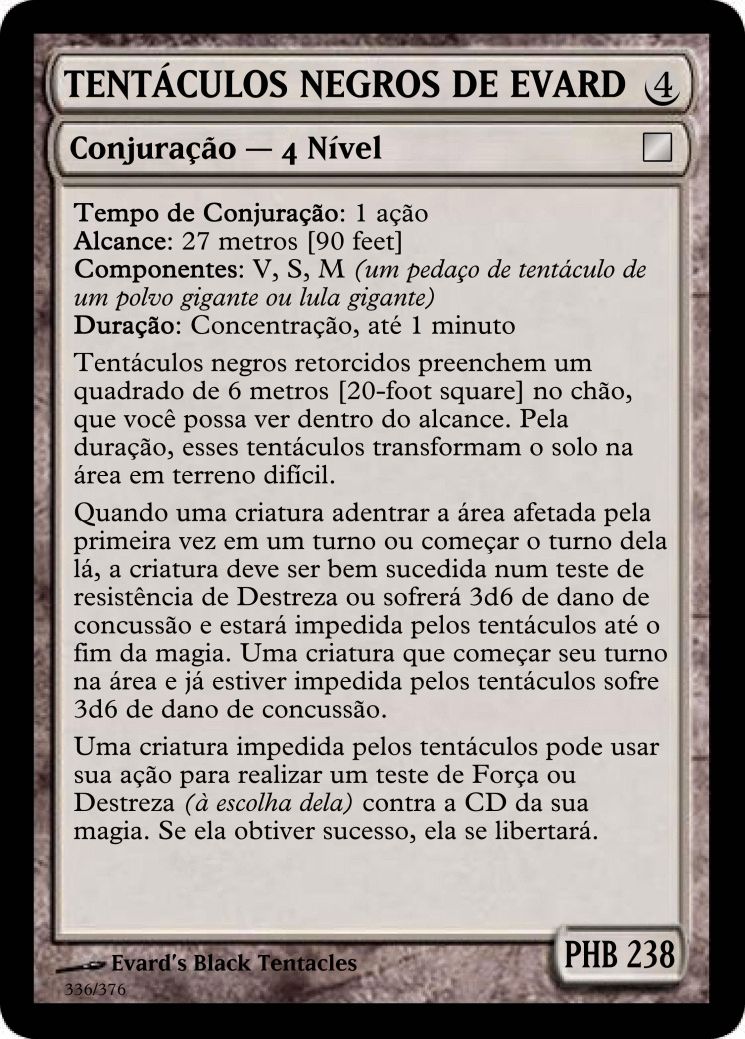 TENTÁCULOS NEGROS DE EVARD 4
Conjuração — 4 Nível
Tempo de Conjuração: 1 ação
Alcance: 27 metros [90 feet]
Componentes: V, S, M (um pedaço de tentáculo de
um polvo gigante ou lula gigante)
Duração: Concentração, até 1 minuto
Tentáculos negros retorcidos preenchem um
quadrado de 6 metros [20-foot square] no chão,
que você possa ver dentro do alcance. Pela
duração, esses tentáculos transformam o solo na
área em terreno difícil.
Quando uma criatura adentrar a área afetada pela
primeira vez em um turno ou começar o turno dela
lá, a criatura deve ser bem sucedida num teste de
resistência de Destreza ou sofrerá 3d6 de dano de
concussão e estará impedida pelos tentáculos até o
fim da magia. Uma criatura que começar seu turno
na área e já estiver impedida pelos tentáculos sofre
3d6 de dano de concussão.
Uma criatura impedida pelos tentáculos pode usar
sua ação para realizar um teste de Força ou
Destreza (à escolha dela) contra a CD da sua
magia. Se ela obtiver sucesso, ela se libertará.
PHB 238
Evard's Black Tentacles
336/376